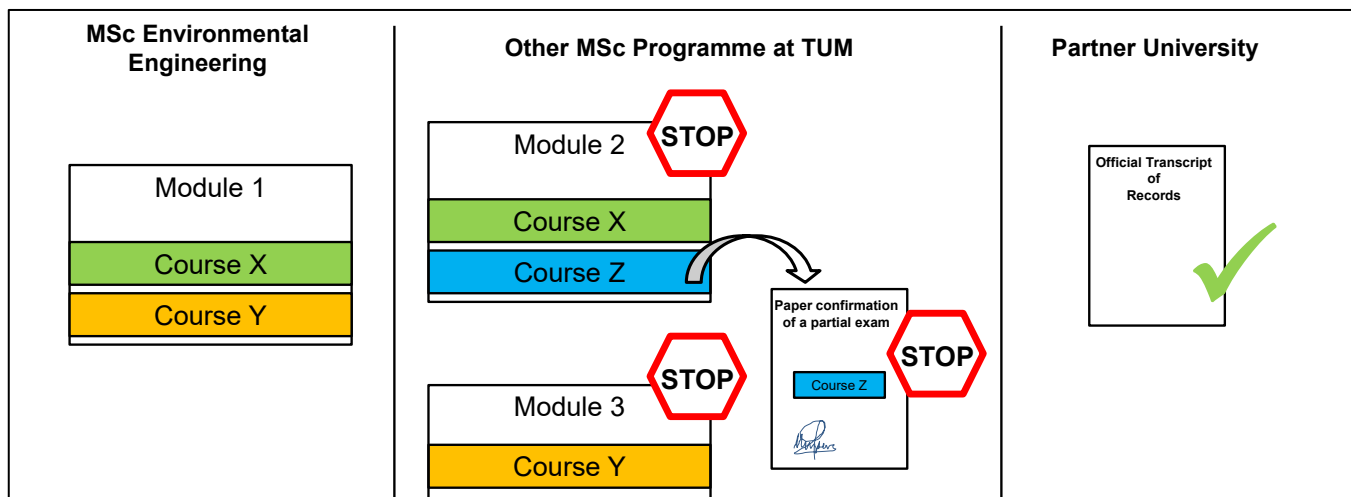 MSc Environmental
Engineering
Module 1
Course X
Course Y
Other MSc Programme at TUM
STOP
Module 2
Course X
Course Z
Paper confirmation
of a partial exam
STOP
Course Z
STOP
Module 3
Course Y
Partner University
Official Transcript
of
Records